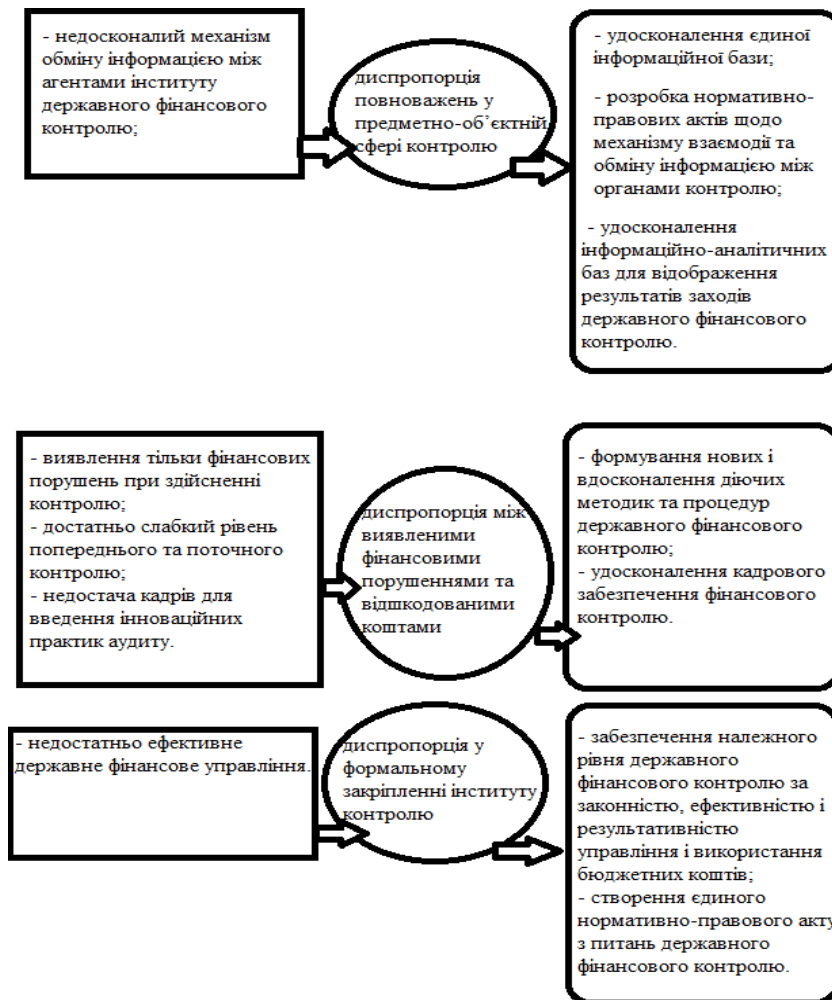 - недосконалий механізм
обміну інформацією між
агентами інституту
державного фінансового
контролю;
диспропорція
повноважень у
предметно-об’єктній
сфері контролю
- удосконалення єдиної
інформаційної бази;
- розробка нормативно-
правових актів щодо
механізму взаємодії та
обміну інформацією між
органами контролю;
- удосконалення
інформаційно-аналітичних
баз для відображення
результатів заходів
державного фінансового
контролю.
- виявлення тільки фінансових
порушень при здійсненні
контролю;
- достатньо слабкий рівень
попереднього та поточного
контролю;
- недостача кадрів для
введення інноваційних
практик аудиту.
диспропорція між
виявленими
фінансовими
порушеннями та
відшкодованими
коштами
- формування нових і
вдосконалення діючих
методик та процедур
державного фінансового
контролю;
- удосконалення кадрового
забезпечення фінансового
контролю.
- недостатньо ефективне
державне фінансове управління.
диспропорція у
формальному
закріпленні інституту
контролю
- забезпечення належного
рівня державного
фінансового контролю за
законністю, ефективністю і
результативністю
управління і використання
бюджетних коштів;
- створення єдиного
нормативно-правового акту
з питань державного
фінансового контролю.